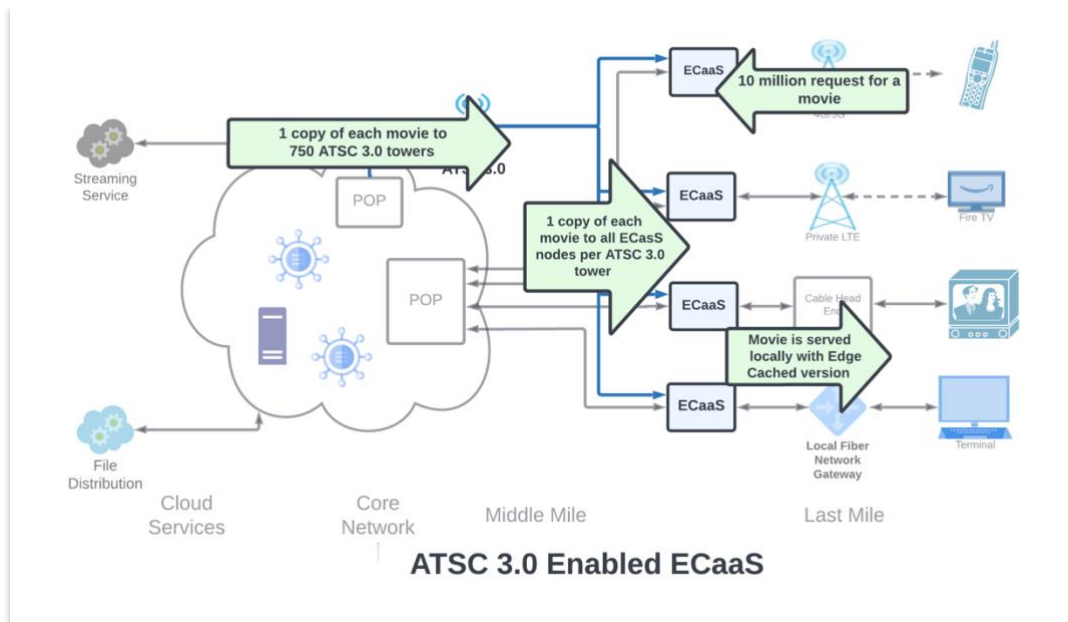 1 copy of each movie to
750 ATSC 3.0 towers
ECaaS
10 million request for a
movie
Streaming
Service
POP
ECaaS
1 copy of each
movie to all ECasS
nodes per ATSC 3.0
tower
Private LTE
Fire TV
POP
ECaaS
Cable Head
End
Movie is served
locally with Edge
Cached version
ECaaS
File
Distribution
Local Fiber
Network
Gateway
Terminal
Cloud
Services
Core
Network
Middle Mile
Last Mile
ATSC 3.0 Enabled ECaaS